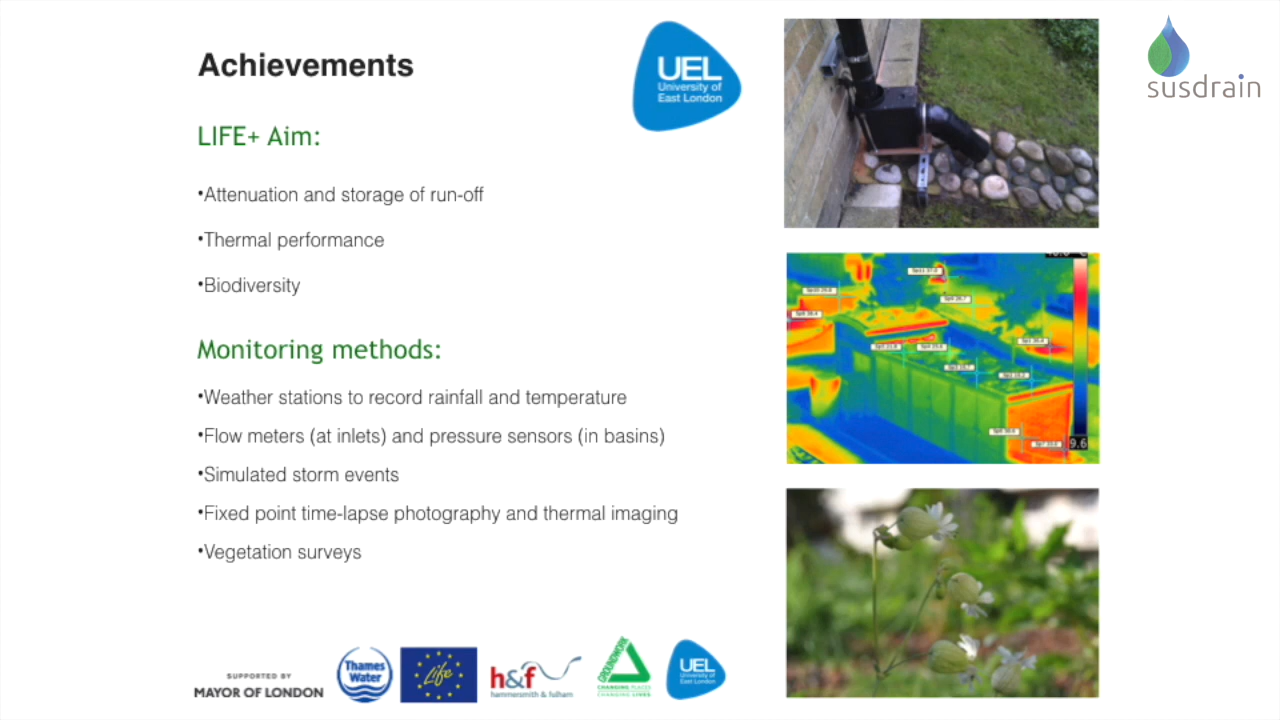 Achievements
UEL
University of
East London
susdrain
LIFE+ Aim:
•Attenuation and storage of run-off
•Thermal performance
•Biodiversity
Monitoring methods:
•Weather stations to record rainfall and temperature
•Flow meters (at inlets) and pressure sensors (in basins)
•Simulated storm events
•Fixed point time-lapse photography and thermal imaging
•Vegetation surveys
9.6
SUPPORTED BY
MAYOR OF LONDON
Thames
Water
Life
h&f
hammersmith & fulham
GROUNDWORK
CHANGING PLACES
CHANGING LIVES
UEL
University of
East London